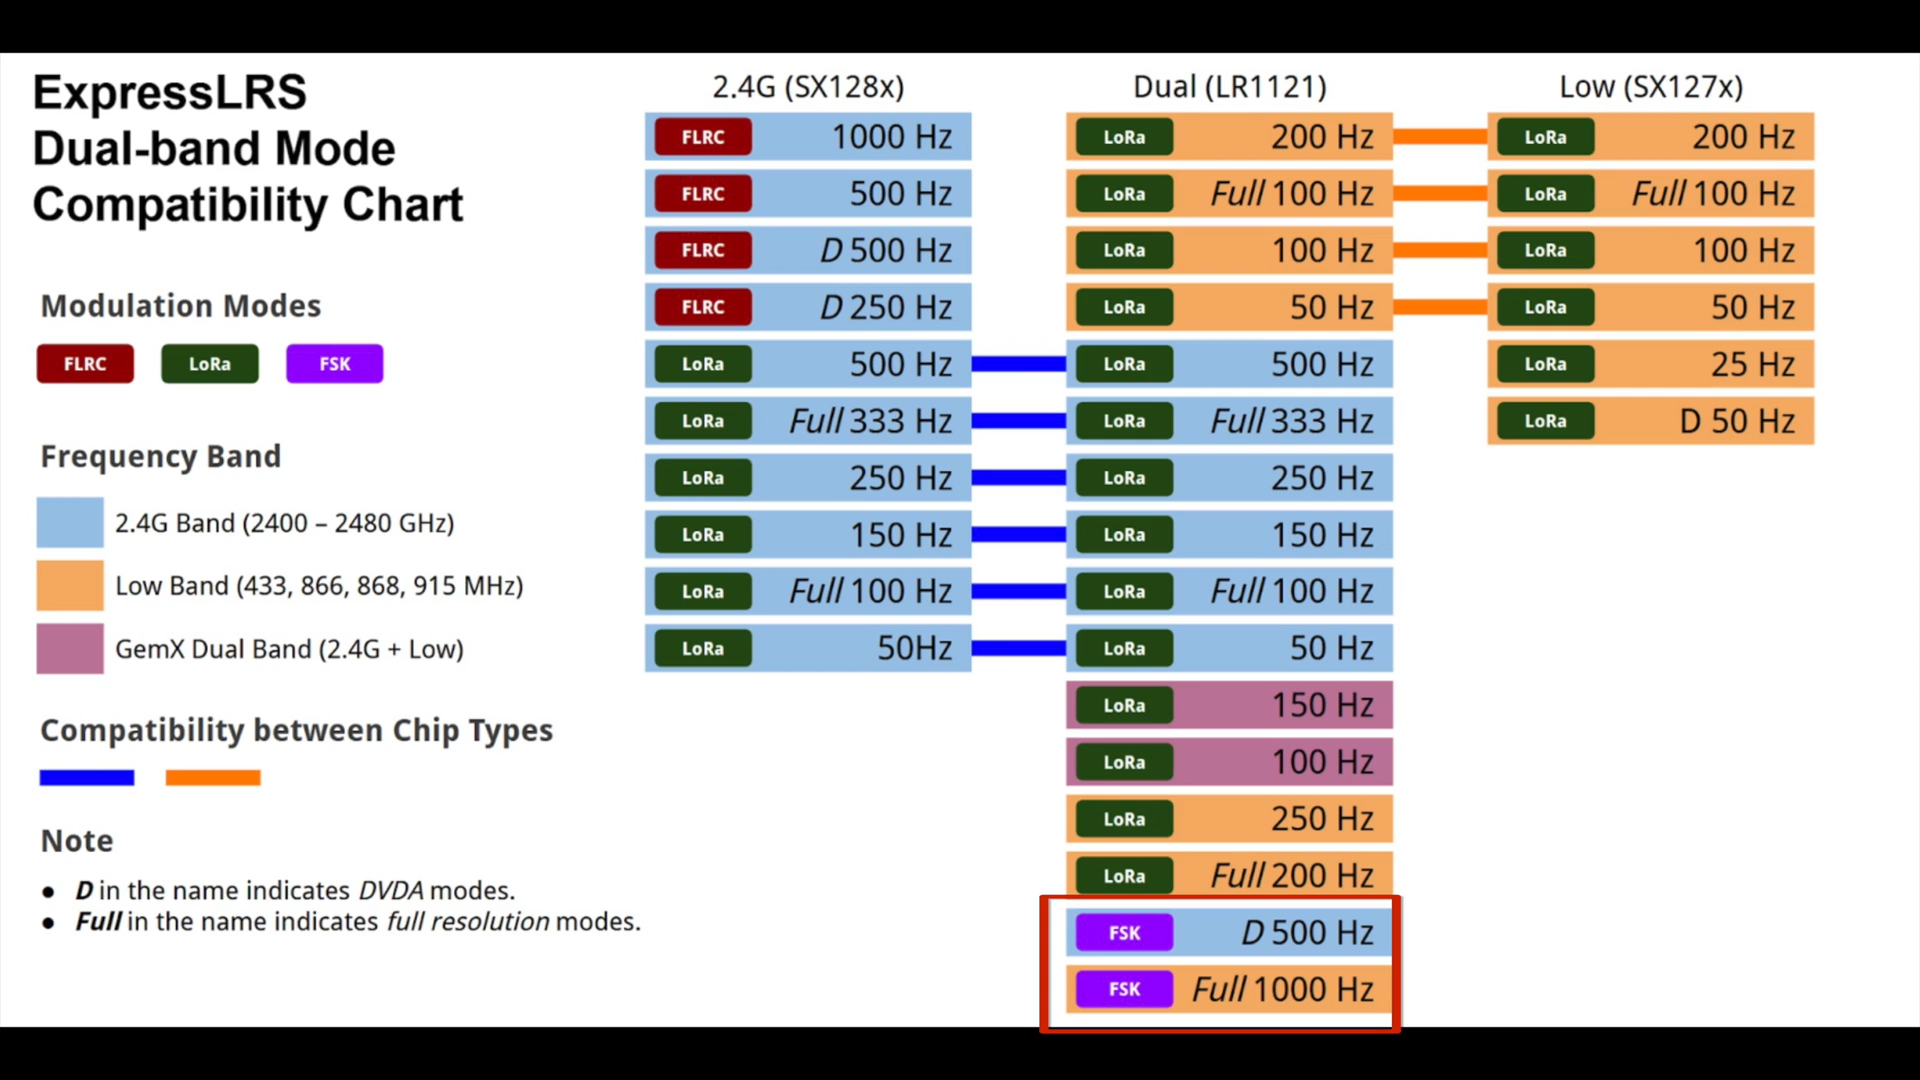 ExpressLRS
Dual-band Mode
Compatibility Chart
Modulation Modes
FLRC LoRa FSK
Frequency Band
2.4G Band (2400 – 2480 GHz)
Low Band (433, 866, 868, 915 MHz)
GemX Dual Band (2.4G + Low)
Compatibility between Chip Types
Note
● D in the name indicates DVDA modes.
● Full in the name indicates full resolution modes.
2.4G (SX128x)
FLRC 1000 Hz
FLRC 500 Hz
FLRC D 500 Hz
FLRC D 250 Hz
LoRa 500 Hz
LoRa Full 333 Hz
LoRa 250 Hz
LoRa 150 Hz
LoRa Full 100 Hz
LoRa 50Hz
Dual (LR1121)
LoRa 200 Hz
LoRa Full 100 Hz
LoRa 100 Hz
LoRa 50 Hz
LoRa 500 Hz
LoRa Full 333 Hz
LoRa 250 Hz
LoRa 150 Hz
LoRa Full 100 Hz
LoRa 50 Hz
LoRa 150 Hz
LoRa 100 Hz
LoRa 250 Hz
LoRa Full 200 Hz
FSK D 500 Hz
FSK Full 1000 Hz
Low (SX127x)
LoRa 200 Hz
LoRa Full 100 Hz
LoRa 100 Hz
LoRa 50 Hz
LoRa 25 Hz
LoRa D 50 Hz